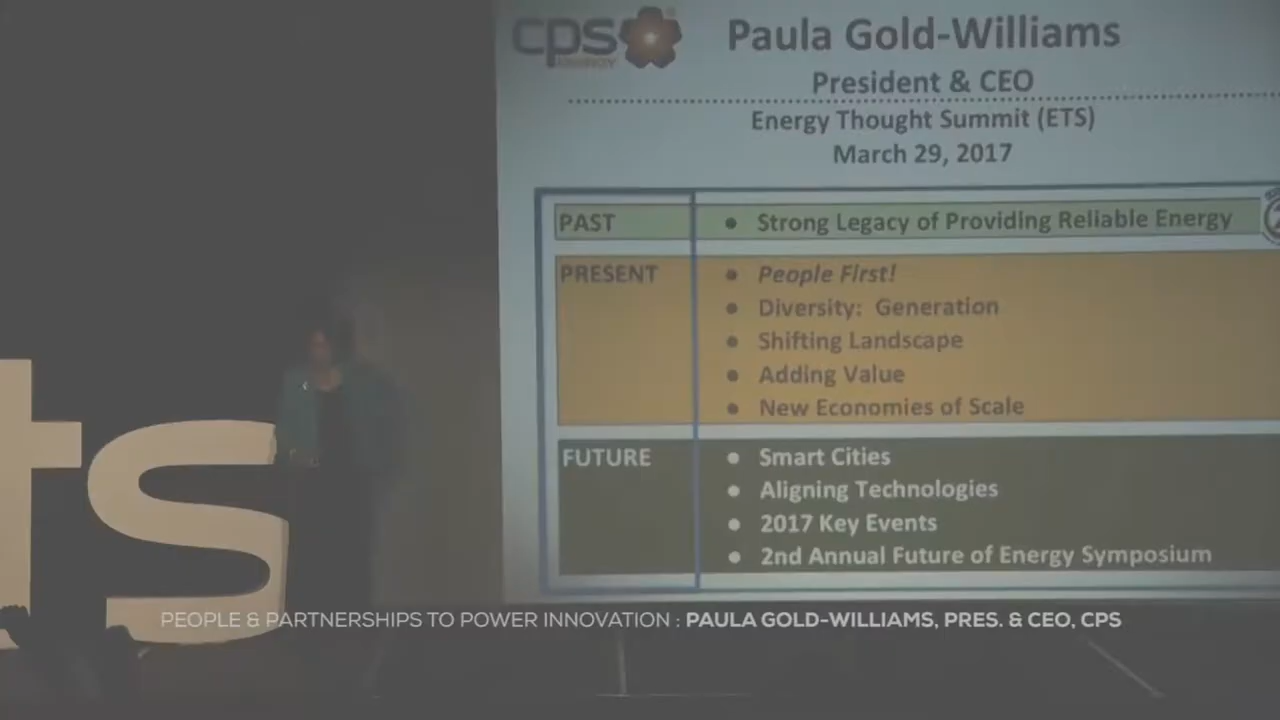 cps
ENERGY
Paula Gold-Williams
President & CEO
Energy Thought Summit (ETS)
March 29, 2017
PAST
• Strong Legacy of Providing Reliable Energy
PRESENT
• People First!
• Diversity: Generation
• Shifting Landscape
• Adding Value
• New Economies of Scale
FUTURE
• Smart Cities
• Aligning Technologies
• 2017 Key Events
• 2nd Annual Future of Energy Symposium
ts
PEOPLE & PARTNERSHIPS TO POWER INNOVATION : PAULA GOLD-WILLIAMS, PRES. & CEO, CPS